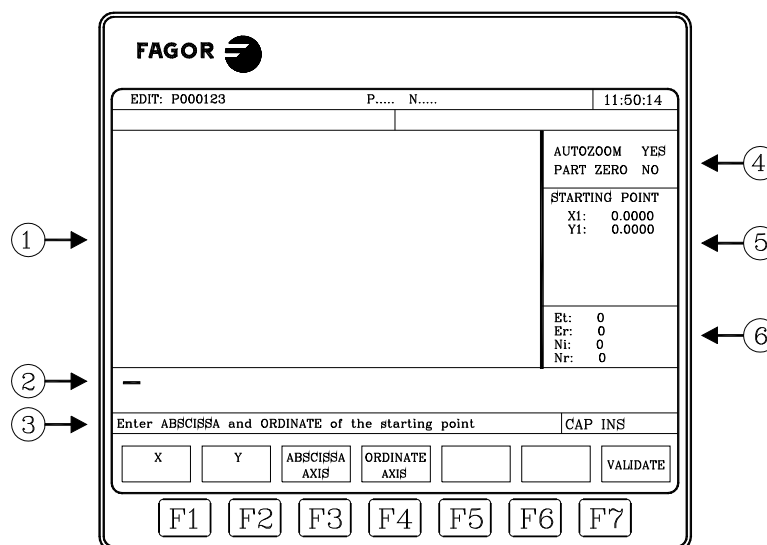 FAGOR
EDIT: P000123 P..... N..... 11:50:14
AUTOZOOM YES
PART ZERO NO
STARTING POINT
X1: 0.0000
Y1: 0.0000
Et: 0
Er: 0
Ni: 0
Nr: 0
1
2
3
4
5
6
Enter ABSCISSA and ORDINATE of the starting point CAP INS
X Y ABSCISSA AXIS ORDINATE AXIS VALIDATE
F1 F2 F3 F4 F5 F6 F7